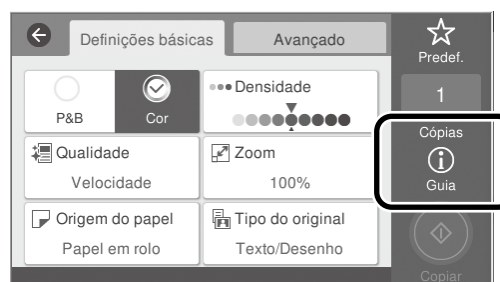 Definições básicas
Avançado
Predef.
P&B
Cor
Densidade
1
Cópias
Qualidade
Velocidade
Zoom
100%
Guia
Origem do papel
Papel em rolo
Tipo do original
Texto/Desenho
Copiar